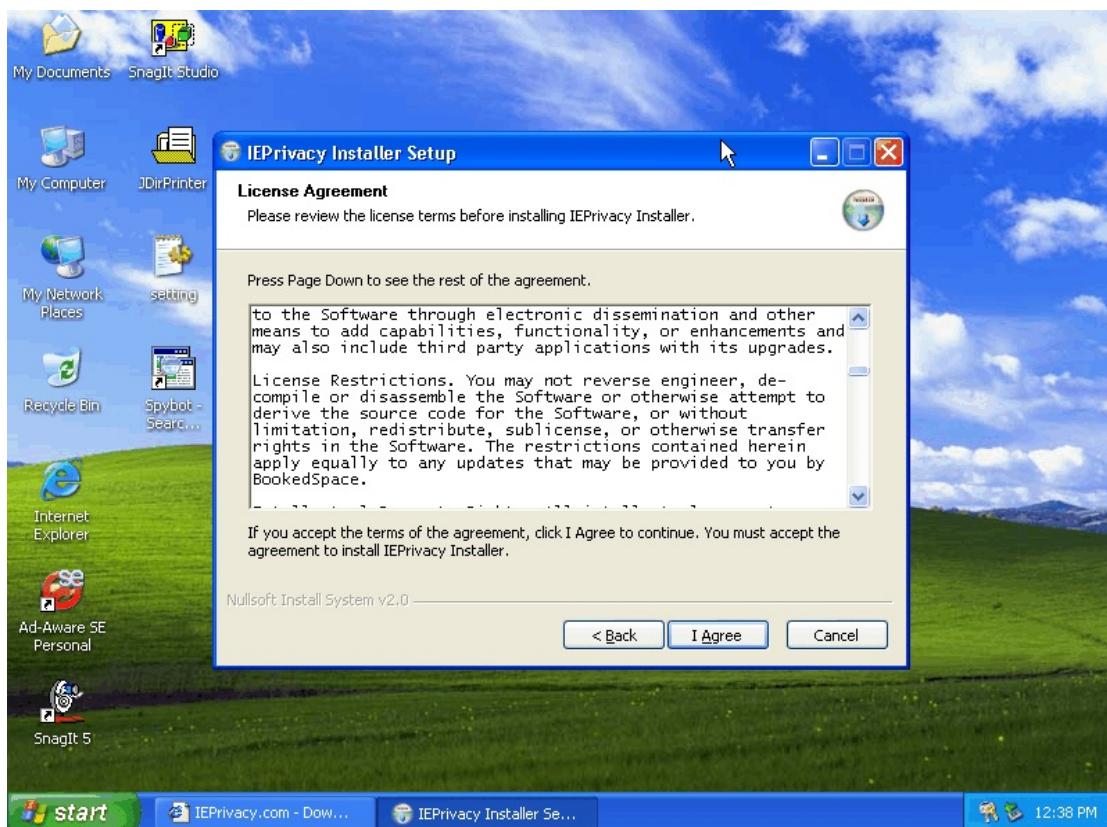 My Documents
SnagIt Studio
My Computer
JDirPrinter
My Network
Places
setting
Recycle Bin
Spybot -
Searc...
Internet
Explorer
Ad-Aware SE
Personal
SnagIt 5
IEPrivacy Installer Setup
License Agreement
Please review the license terms before installing IEPrivacy Installer.
Press Page Down to see the rest of the agreement.
to the Software through electronic dissemination and other
means to add capabilities, functionality, or enhancements and
may also include third party applications with its upgrades.
License Restrictions. You may not reverse engineer, de-
compile or disassemble the Software or otherwise attempt to
derive the source code for the Software, or without
limitation, redistribute, sublicense, or otherwise transfer
rights in the Software. The restrictions contained herein
apply equally to any updates that may be provided to you by
BookedSpace.
If you accept the terms of the agreement, click I Agree to continue. You must accept the
agreement to install IEPrivacy Installer.
Nullsoft Install System v2.0
< Back
I Agree
Cancel
start
IEPrivacy.com - Dow...
IEPrivacy Installer Se...
12:38 PM